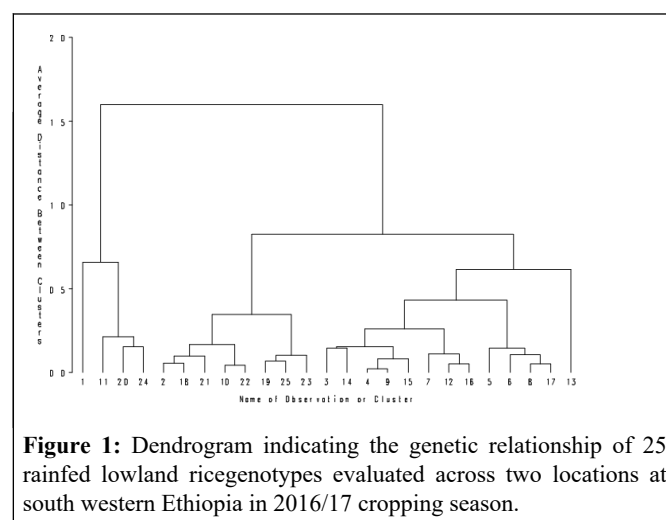 2 0
1 5
1 0
0 5
0 0
Average Distance Between Clusters
1 11 20 24 2 18 21 10 22 19 25 23 3 14 4 9 15 7 12 16 5 6 8 17 13
Name of Observation or Cluster
Figure 1: Dendrogram indicating the genetic relationship of 25
rainfed lowland ricegenotypes evaluated across two locations at
south western Ethiopia in 2016/17 cropping season.